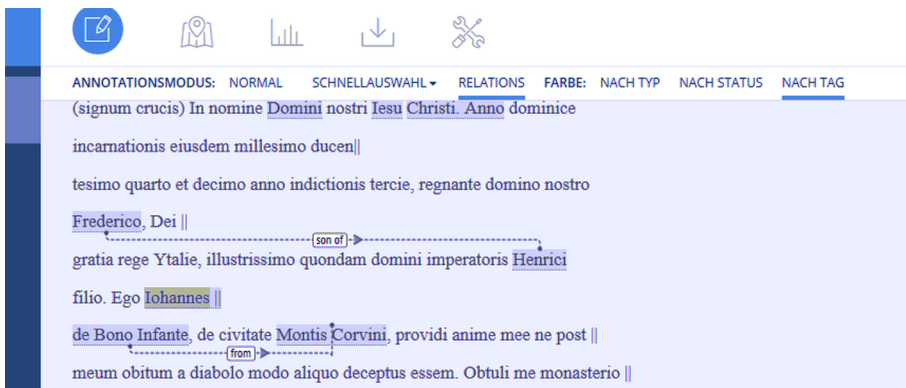 ANNOTATIONSMODUS: NORMAL SCHNELLAUSWAHL RELATIONS FARBE: NACH TYP NACH STATUS NACH TAG
(signum crucis) In nomine Domini nostri Iesu Christi. Anno dominice
incarnationis eiusdem millesimo ducen||
tesimo quarto et decimo anno indictionis tercie, regnante domino nostro
Frederico, Dei ||
son of
gratia rege Ytalie, illustrissimo quondam domini imperatoris Henrici
filio. Ego Iohannes ||
de Bono Infante, de civitate Montis Corvini, providi anime mee ne post ||
from
meum obitum a diabolo modo aliquo deceptus essem. Obtuli me monasterio ||